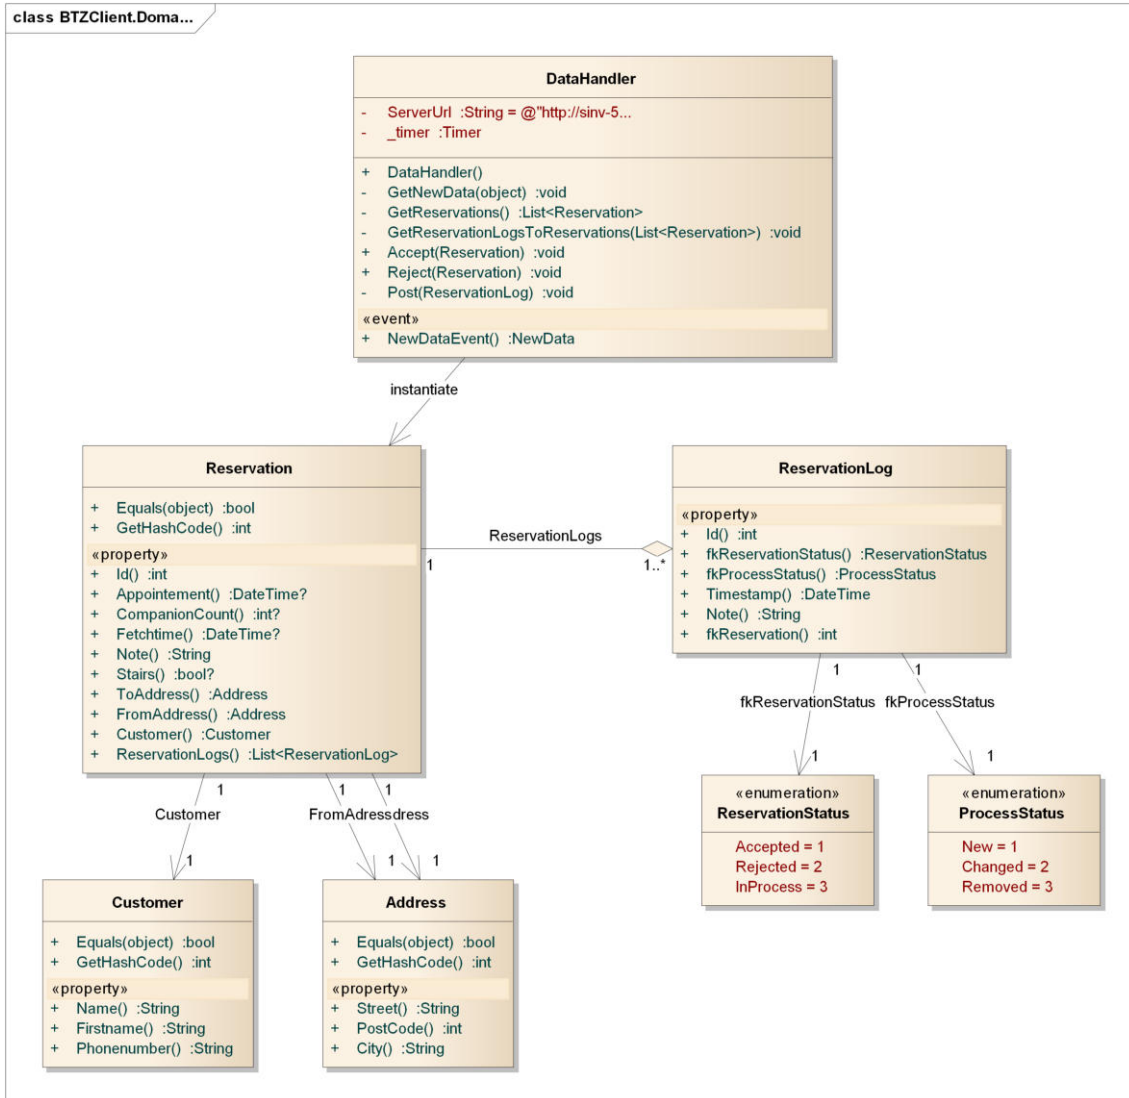 class BTZClient.Doma...
DataHandler
- ServerUrl :String = @"http://sinv-5...
- _timer :Timer
+ DataHandler()
- GetNewData(object) :void
- GetReservations() :List<Reservation>
- GetReservationLogsToReservations(List<Reservation>) :void
+ Accept(Reservation) :void
+ Reject(Reservation) :void
- Post(ReservationLog) :void
«event»
+ NewDataEvent() :NewData
instantiate
Reservation
+ Equals(object) :bool
+ GetHashCode() :int
«property»
+ Id() :int
+ Appointement() :DateTime?
+ CompanionCount() :int?
+ Fetchtime() :DateTime?
+ Note() :String
+ Stairs() :bool?
+ ToAddress() :Address
+ FromAddress() :Address
+ Customer() :Customer
+ ReservationLogs() :List<ReservationLog>
ReservationLogs
1
1..*
ReservationLog
«property»
+ Id() :int
+ fkReservationStatus() :ReservationStatus
+ fkProcessStatus() :ProcessStatus
+ Timestamp() :DateTime
+ Note() :String
+ fkReservation() :int
1
1
fkReservationStatus
fkProcessStatus
1
1
«enumeration»
ReservationStatus
Accepted = 1
Rejected = 2
InProcess = 3
«enumeration»
ProcessStatus
New = 1
Changed = 2
Removed = 3
1
1
1
Customer
FromAdressdress
1
1
1
Customer
+ Equals(object) :bool
+ GetHashCode() :int
«property»
+ Name() :String
+ Firstname() :String
+ Phonenumber() :String
Address
+ Equals(object) :bool
+ GetHashCode() :int
«property»
+ Street() :String
+ PostCode() :int
+ City() :String